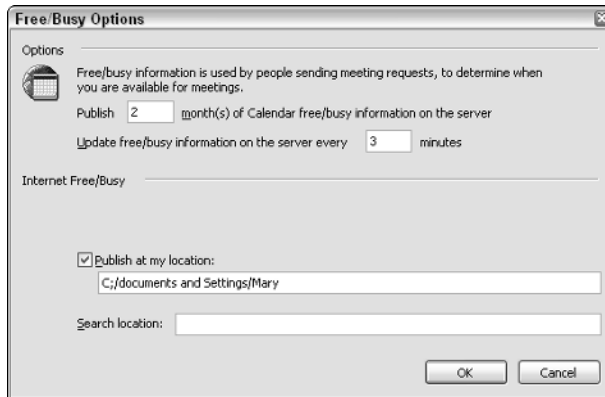 Free/Busy Options
Options
Free/busy information is used by people sending meeting requests, to determine when
you are available for meetings.
Publish 2 month(s) of Calendar free/busy information on the server
Update free/busy information on the server every 3 minutes
Internet Free/Busy
Publish at my location:
C;/documents and Settings/Mary
Search location:
OK Cancel